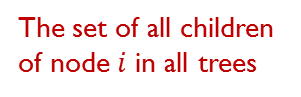 The set of all children
of node i in all trees